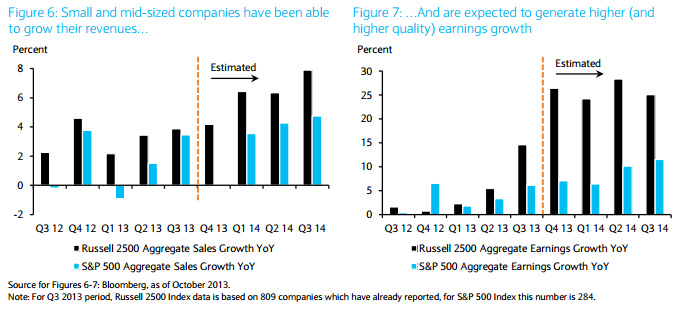 Figure 6: Small and mid-sized companies have been able
to grow their revenues…
Percent
8
6
4
2
0
-2
Estimated
Q3 12 Q4 12 Q1 13 Q2 13 Q3 13 Q4 13 Q1 14 Q2 14 Q3 14
Russell 2500 Aggregate Sales Growth YoY
S&P 500 Aggregate Sales Growth YoY
Figure 7: …And are expected to generate higher (and
higher quality) earnings growth
Percent
30
25
20
15
10
5
0
Estimated
Q3 12 Q4 12 Q1 13 Q2 13 Q3 13 Q4 13 Q1 14 Q2 14 Q3 14
Russell 2500 Aggregate Earnings Growth YoY
S&P 500 Aggregate Earnings Growth YoY
Source for Figures 6-7: Bloomberg, as of October 2013.
Note: For Q3 2013 period, Russell 2500 Index data is based on 809 companies which have already reported, for S&P 500 Index this number is 284.